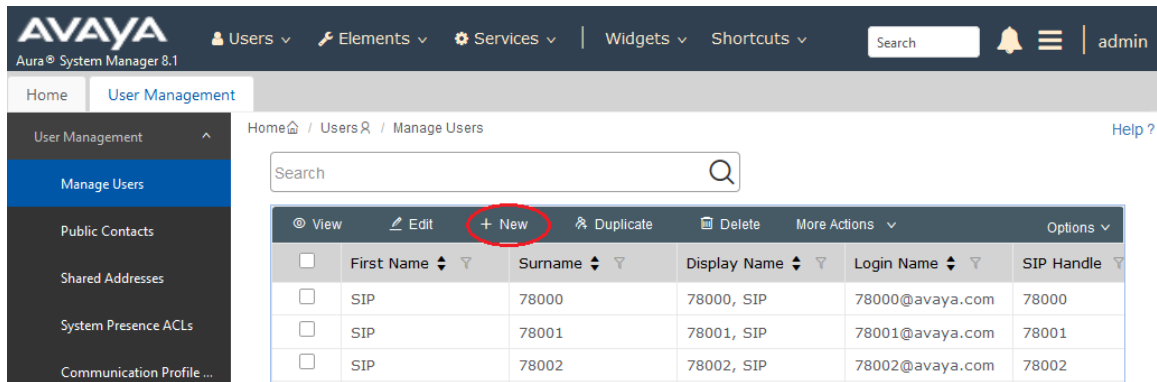 AVAYA
Aura® System Manager 8.1
Users Elements Services | Widgets Shortcuts Search admin
Home User Management
User Management
Home / Users / Manage Users Help ?
Manage Users
Search
Public Contacts
View Edit + New Duplicate Delete More Actions Options
First Name Surname Display Name Login Name SIP Handle
Shared Addresses
SIP 78000 78000, SIP 78000@avaya.com 78000
System Presence ACLs
SIP 78001 78001, SIP 78001@avaya.com 78001
Communication Profile ...
SIP 78002 78002, SIP 78002@avaya.com 78002